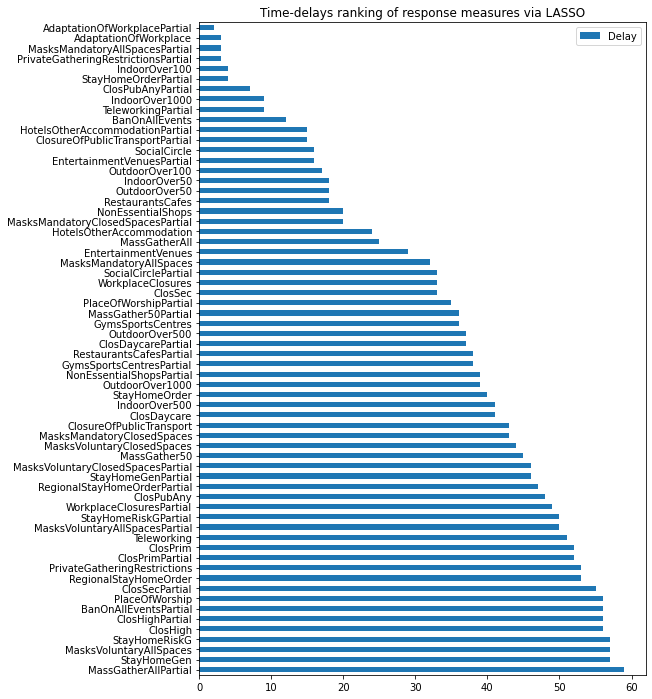 Time-delays ranking of response measures via LASSO
Delay
AdaptationOfWorkplacePartial
AdaptationOfWorkplace
MasksMandatoryAllSpacesPartial
PrivateGatheringRestrictionsPartial
IndoorOver100
StayHomeOrderPartial
ClosPubAnyPartial
IndoorOver1000
TeleworkingPartial
BanOnAllEvents
HotelsOtherAccommodationPartial
ClosureOfPublicTransportPartial
SocialCircle
EntertainmentVenuesPartial
OutdoorOver100
IndoorOver50
OutdoorOver50
RestaurantsCafes
NonEssentialShops
MasksMandatoryClosedSpacesPartial
HotelsOtherAccommodation
MassGatherAll
EntertainmentVenues
MasksMandatoryAllSpaces
SocialCirclePartial
WorkplaceClosures
ClosSec
PlaceOfWorshipPartial
MassGather50Partial
GymsSportsCentres
OutdoorOver500
ClosDaycarePartial
RestaurantsCafesPartial
GymsSportsCentresPartial
NonEssentialShopsPartial
OutdoorOver1000
StayHomeOrder
IndoorOver500
ClosDaycare
ClosureOfPublicTransport
MasksMandatoryClosedSpaces
MasksVoluntaryClosedSpaces
MassGather50
MasksVoluntaryClosedSpacesPartial
StayHomeGenPartial
RegionalStayHomeOrderPartial
ClosPubAny
WorkplaceClosuresPartial
StayHomeRiskGPartial
MasksVoluntaryAllSpacesPartial
Teleworking
ClosPrim
ClosPrimPartial
PrivateGatheringRestrictions
RegionalStayHomeOrder
ClosSecPartial
PlaceOfWorship
BanOnAllEventsPartial
ClosHighPartial
ClosHigh
StayHomeRiskG
MasksVoluntaryAllSpaces
StayHomeGen
MassGatherAllPartial
0 10 20 30 40 50 60